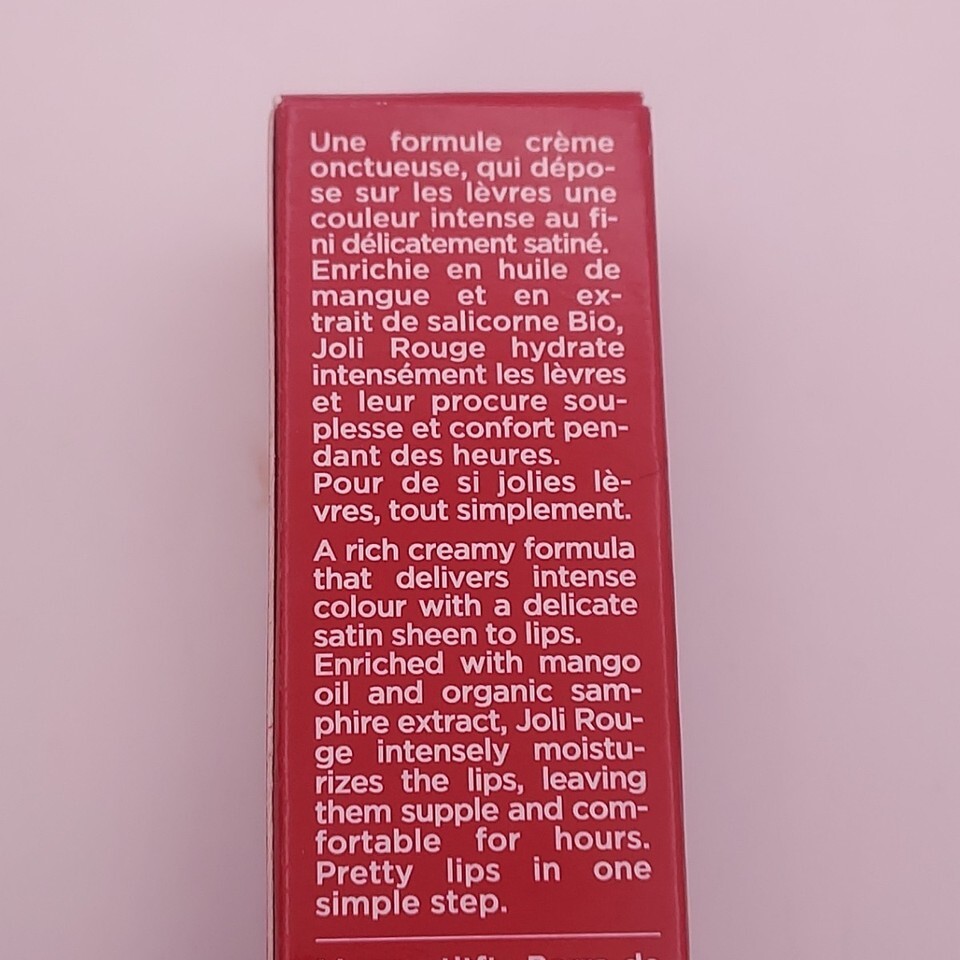 Une formule crème
onctueuse, qui dépo-
se sur les lèvres une
couleur intense au fi-
ni délicatement satiné.
Enrichie en huile de
mangue et en ex-
trait de salicorne Bio,
Joli Rouge hydrate
intensément les lèvres
et leur procure sou-
plesse et confort pen-
dant des heures.
Pour de si jolies lè-
vres, tout simplement.
A rich creamy formula
that delivers intense
colour with a delicate
satin sheen to lips.
Enriched with mango
oil and organic sam-
phire extract, Joli Rou-
ge intensely moistu-
rizes the lips, leaving
them supple and com-
fortable for hours.
Pretty lips in one
simple step.